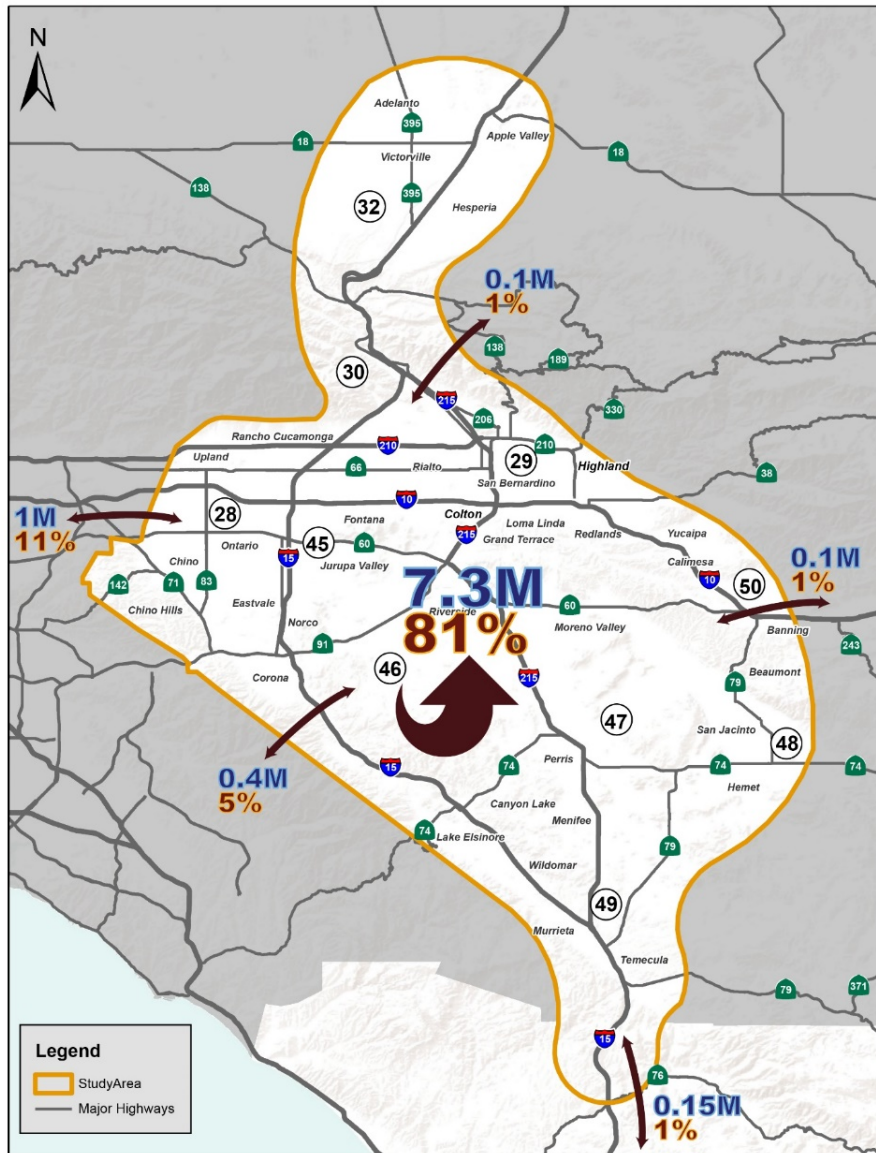 N
Adelanto
395
Apple Valley
18
18
Victorville
138
395
32
Hesperia
0.1M
1%
138
189
30
215
330
206
Rancho Cucamonga
210
210
Upland
29
Highland
66
Rialto
San Bernardino
38
10
28
1M
11%
Fontana
Colton
Loma Linda
45
215
Grand Terrace
Redlands
Yucaipa
Ontario
60
15
Chino
Jurupa Valley
Calimesa
142
71
83
10
50
0.1M
1%
7.3M
81%
Chino Hills
Eastvale
Riverside
60
Norco
Moreno Valley
Banning
91
243
Corona
46
Beaumont
215
79
47
San Jacinto
48
0.4M
5%
15
74
Perris
74
74
Hemet
Canyon Lake
Menifee
74
Lake Elsinore
79
Wildomar
49
Murrieta
Temecula
79
371
15
Legend
StudyArea
Major Highways
76
0.15M
1%